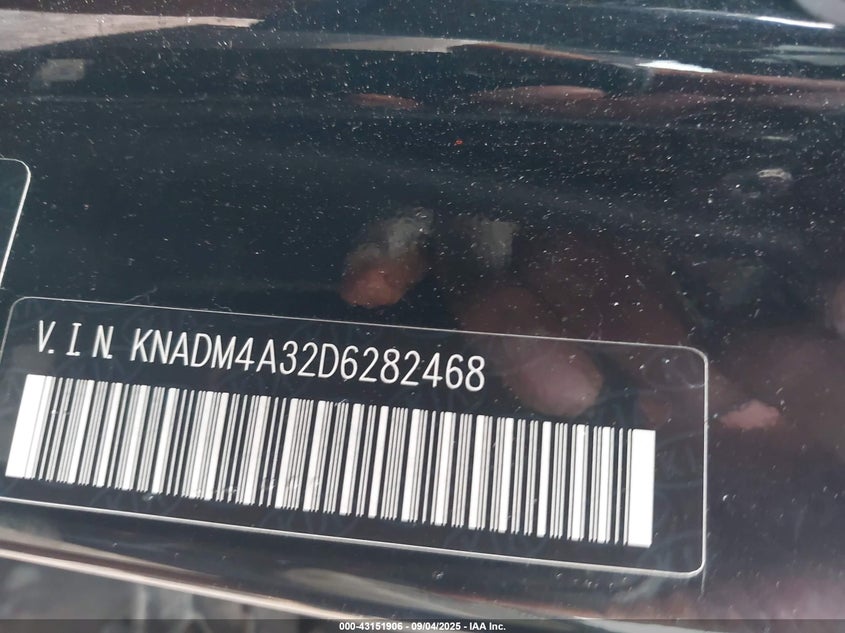 V.I.N. KNADM4A32D6282468
000-43151906 - 09/04/2025 - IAA Inc.